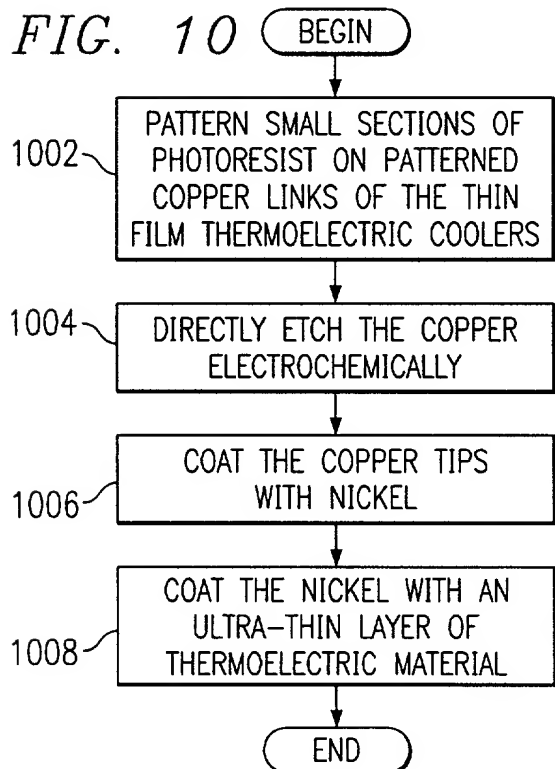 FIG. 10
BEGIN
1002
PATTERN SMALL SECTIONS OF
PHOTORESIST ON PATTERNED
COPPER LINKS OF THE THIN
FILM THERMOELECTRIC COOLERS
1004
DIRECTLY ETCH THE COPPER
ELECTROCHEMICALLY
1006
COAT THE COPPER TIPS
WITH NICKEL
1008
COAT THE NICKEL WITH AN
ULTRA-THIN LAYER OF
THERMOELECTRIC MATERIAL
END